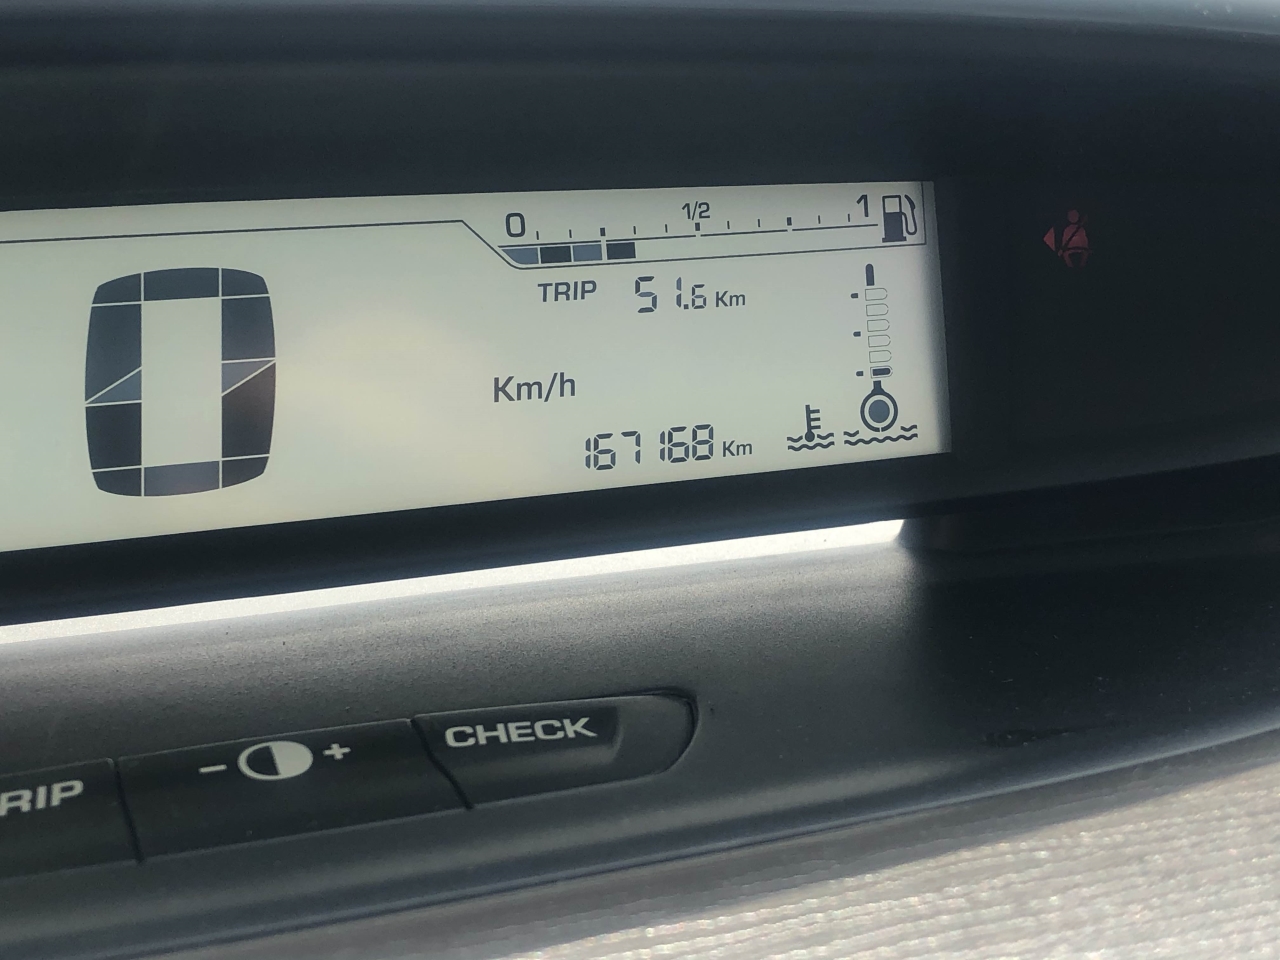 0 1/2 1
TRIP 51.6 Km
0 Km/h
167168 Km
- +
CHECK
RIP